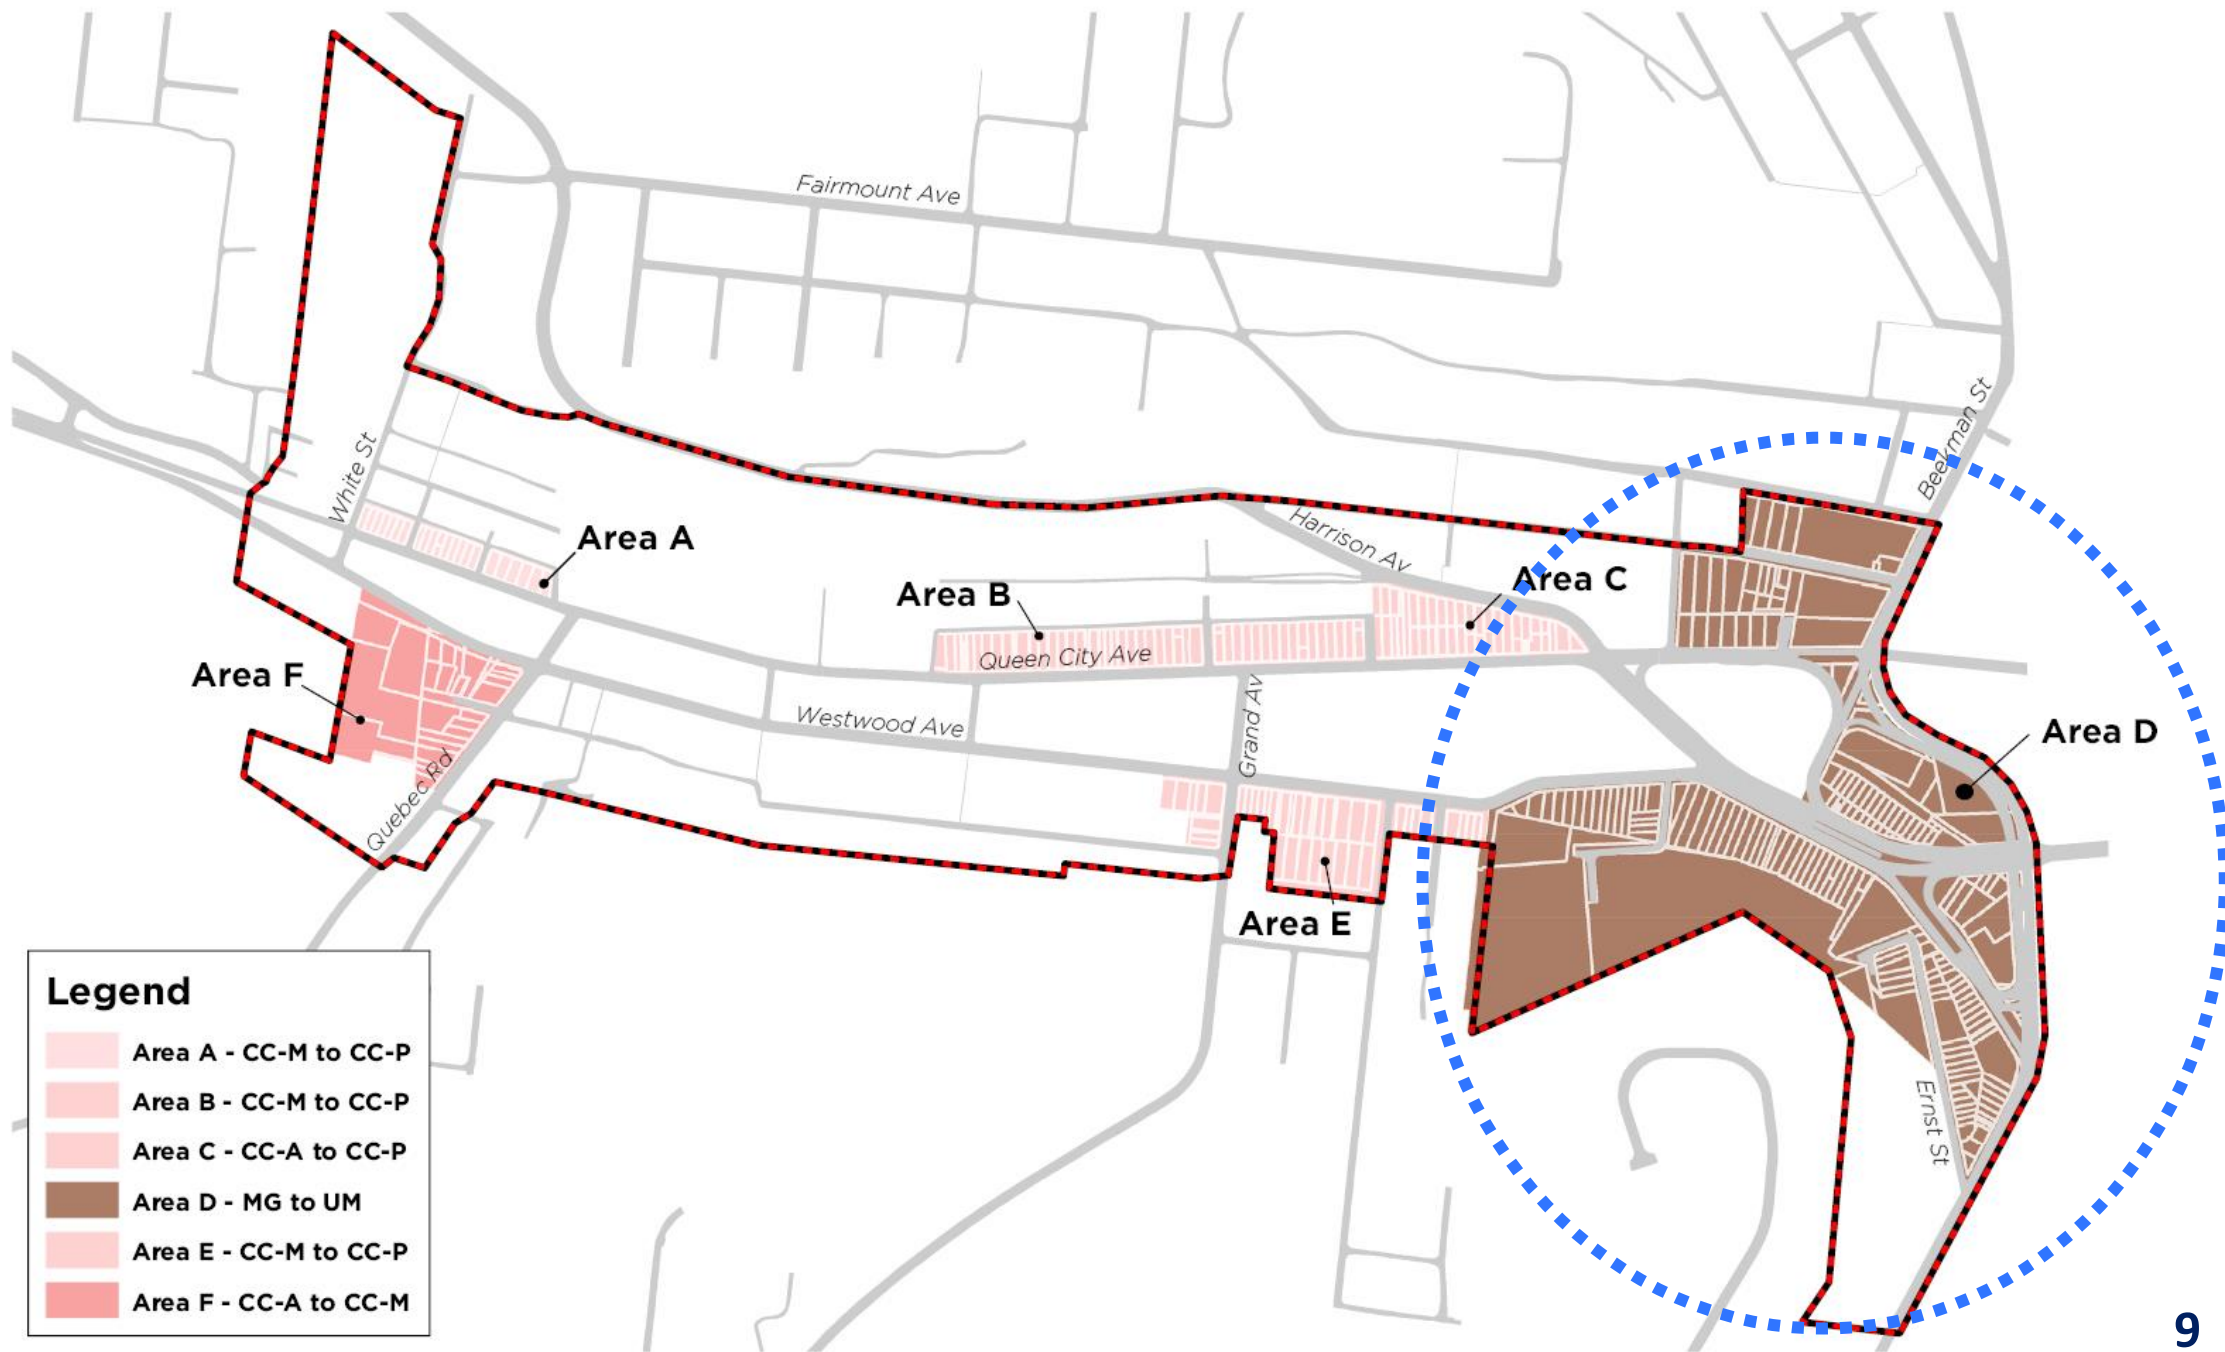 Fairmount Ave
Beekman St
White St
Harrison Av
Area A
Area B
Area C
Queen City Ave
Area F
Westwood Ave
Grand Av
Area D
Quebec Rd
Area E
Ernst St
Legend
Area A - CC-M to CC-P
Area B - CC-M to CC-P
Area C - CC-A to CC-P
Area D - MG to UM
Area E - CC-M to CC-P
Area F - CC-A to CC-M
9